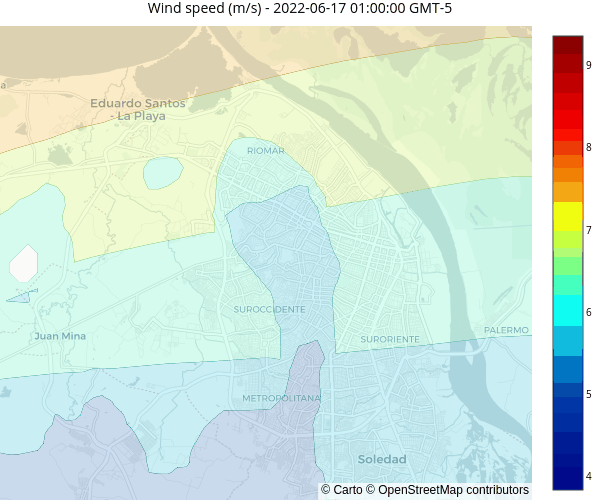 Wind speed (m/s) - 2022-06-17 01:00:00 GMT-5
a
Eduardo Santos
- La Playa
RIOMAR
SUROCCIDENTE
Juan Mina
SURORIENTE
PALERMO
METROPOLITANA
Soledad
© Carto © OpenStreetMap contributors
9
8
7
6
5
4